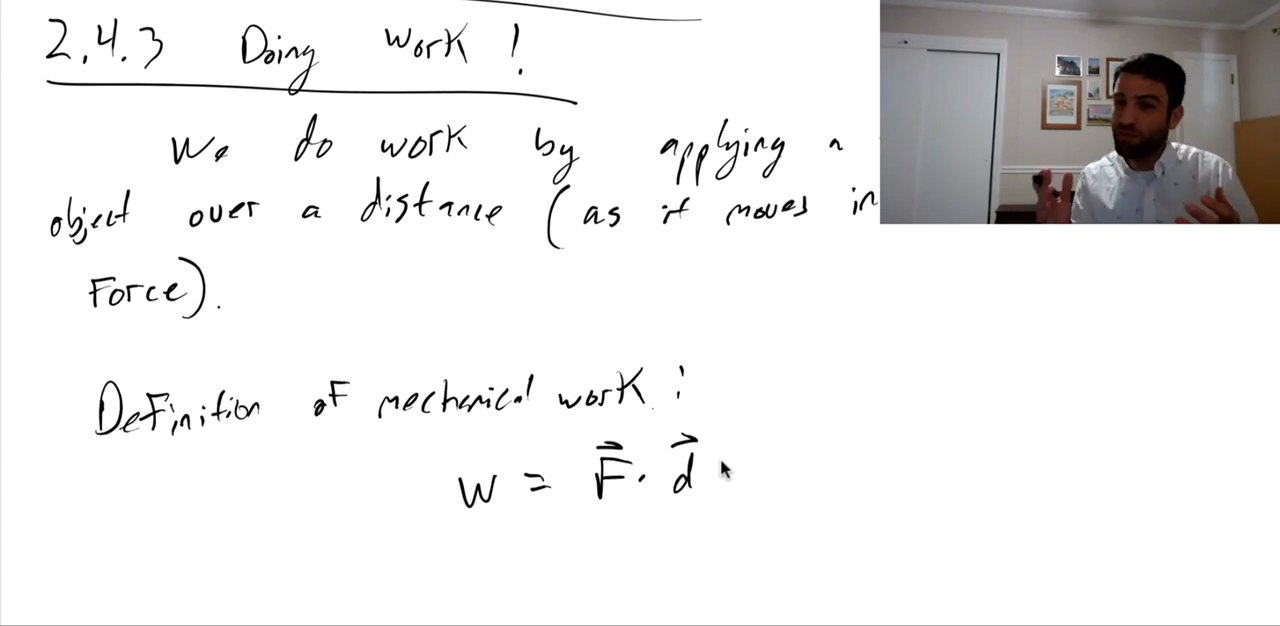 2.4.3 Doing Work!
We do work by applying a
object over a distance (as it moves in
Force).
Definition of mechanical work:
W = F⃗ · d⃗